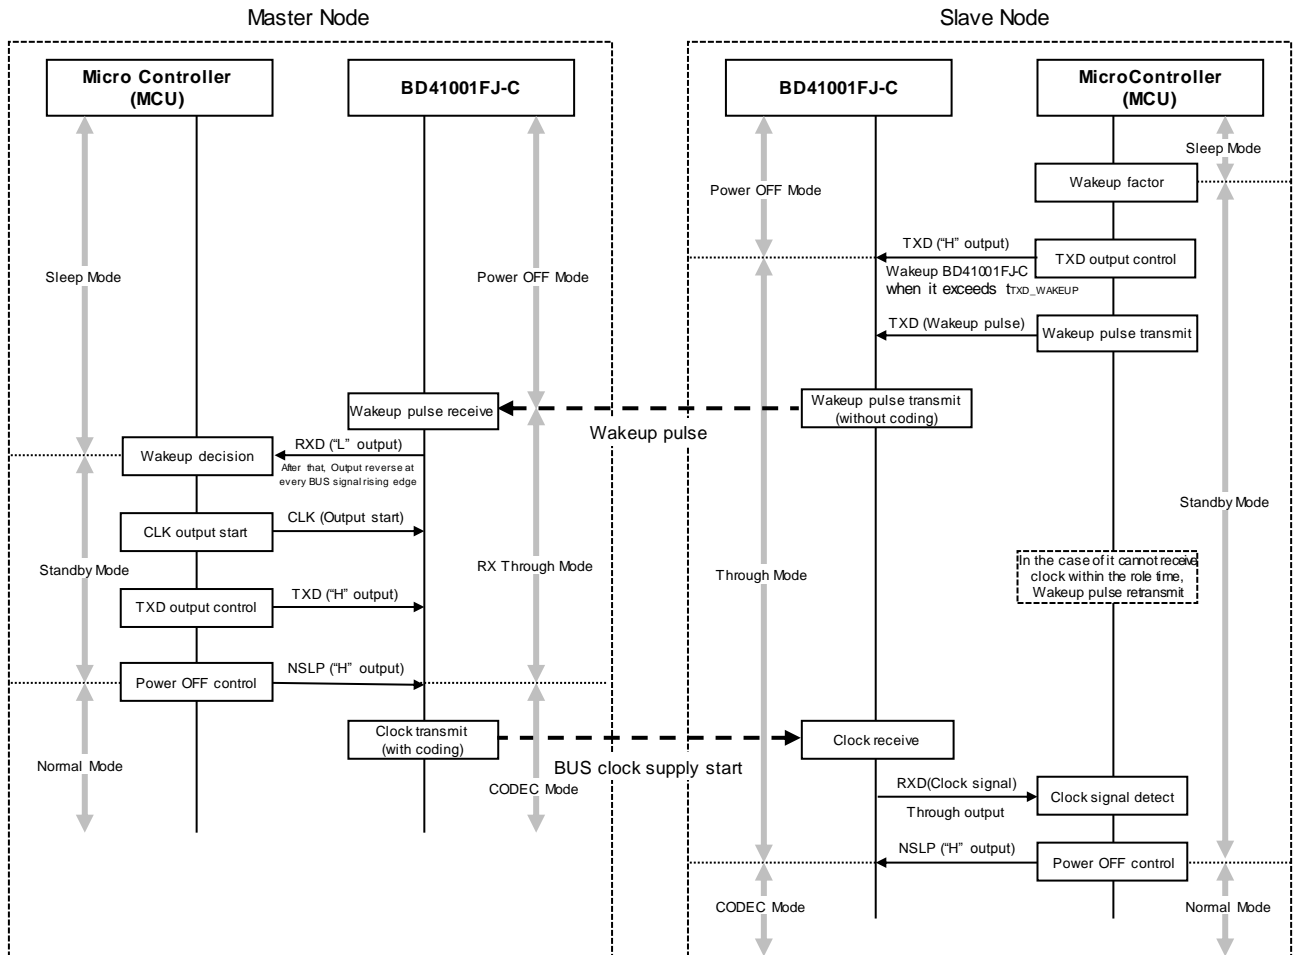 Master Node
Slave Node
Micro Controller
(MCU)
BD41001FJ-C
BD41001FJ-C
MicroController
(MCU)
Sleep Mode
Wakeup factor
Power OFF Mode
TXD (“H” output)
TXD output control
Wakeup BD41001FJ-C
when it exceeds tTXD_WAKEUP
Sleep Mode
Power OFF Mode
TXD (Wakeup pulse)
Wakeup pulse transmit
Wakeup pulse receive
Wakeup pulse transmit
(without coding)
Wakeup pulse
RXD (“L” output)
Wakeup decision
After that, Output reverse at
every BUS signal rising edge
Standby Mode
CLK output start
CLK (Output start)
Standby Mode
RX Through Mode
Through Mode
In the case of it cannot receive
clock within the role time,
Wakeup pulse retransmit
TXD output control
TXD (“H” output)
Power OFF control
NSLP (“H” output)
Clock transmit
(with coding)
Clock receive
BUS clock supply start
Normal Mode
CODEC Mode
RXD(Clock signal)
Clock signal detect
Through output
NSLP (“H” output)
Power OFF control
CODEC Mode
Normal Mode